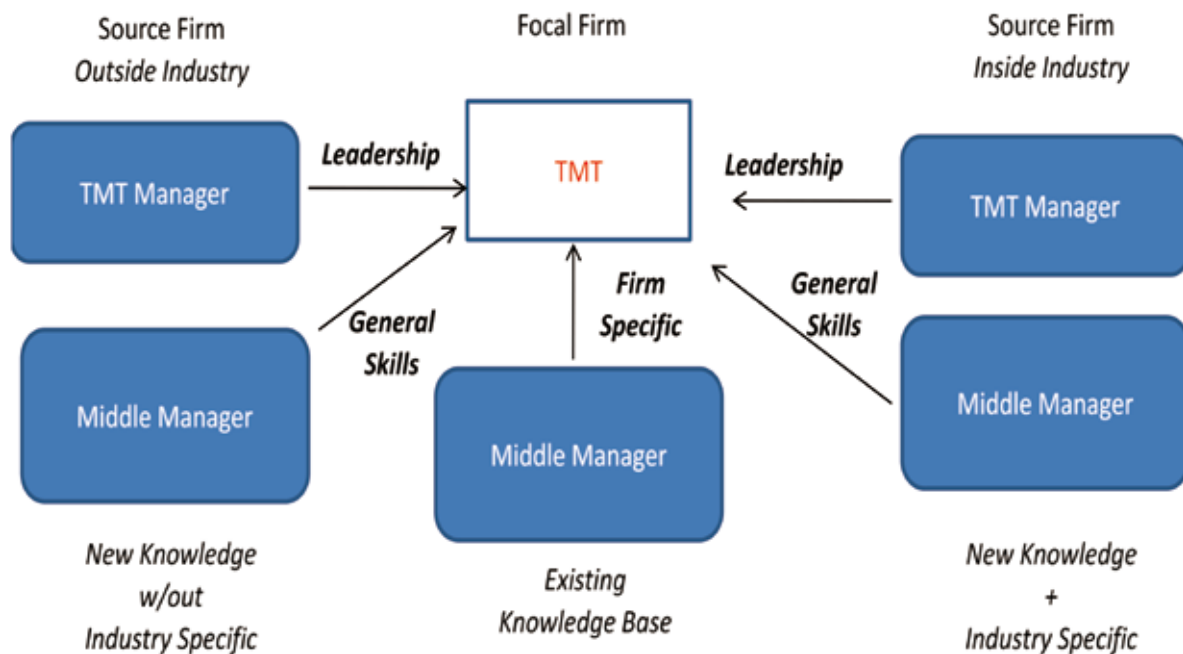 Source Firm
Outside Industry
TMT Manager
Leadership
General
Skills
Middle Manager
New Knowledge
w/out
Industry Specific
Focal Firm
TMT
Firm
Specific
Middle Manager
Existing
Knowledge Base
Source Firm
Inside Industry
Leadership
TMT Manager
General
Skills
Middle Manager
New Knowledge
+
Industry Specific